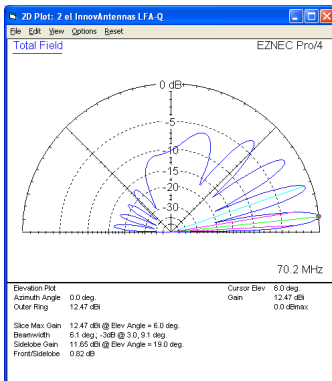 2D Plot: 2 el InnovAntennas LFA-Q
File Edit View Options Reset
Total Field
EZNEC Pro/4
0 dB
-5
-10
-15
-20
-30
70.2 MHz
Elevation Plot
Azimuth Angle 0.0 deg.
Outer Ring 12.47 dBi
Cursor Elev 6.0 deg.
Gain 12.47 dBi
0.0 dBmax
Slice Max Gain 12.47 dBi @ Elev Angle = 6.0 deg.
Beamwidth 6.1 deg.; -3dB @ 3.0, 9.1 deg.
Sidelobe Gain 11.65 dBi @ Elev Angle = 19.0 deg.
Front/Sidelobe 0.82 dB